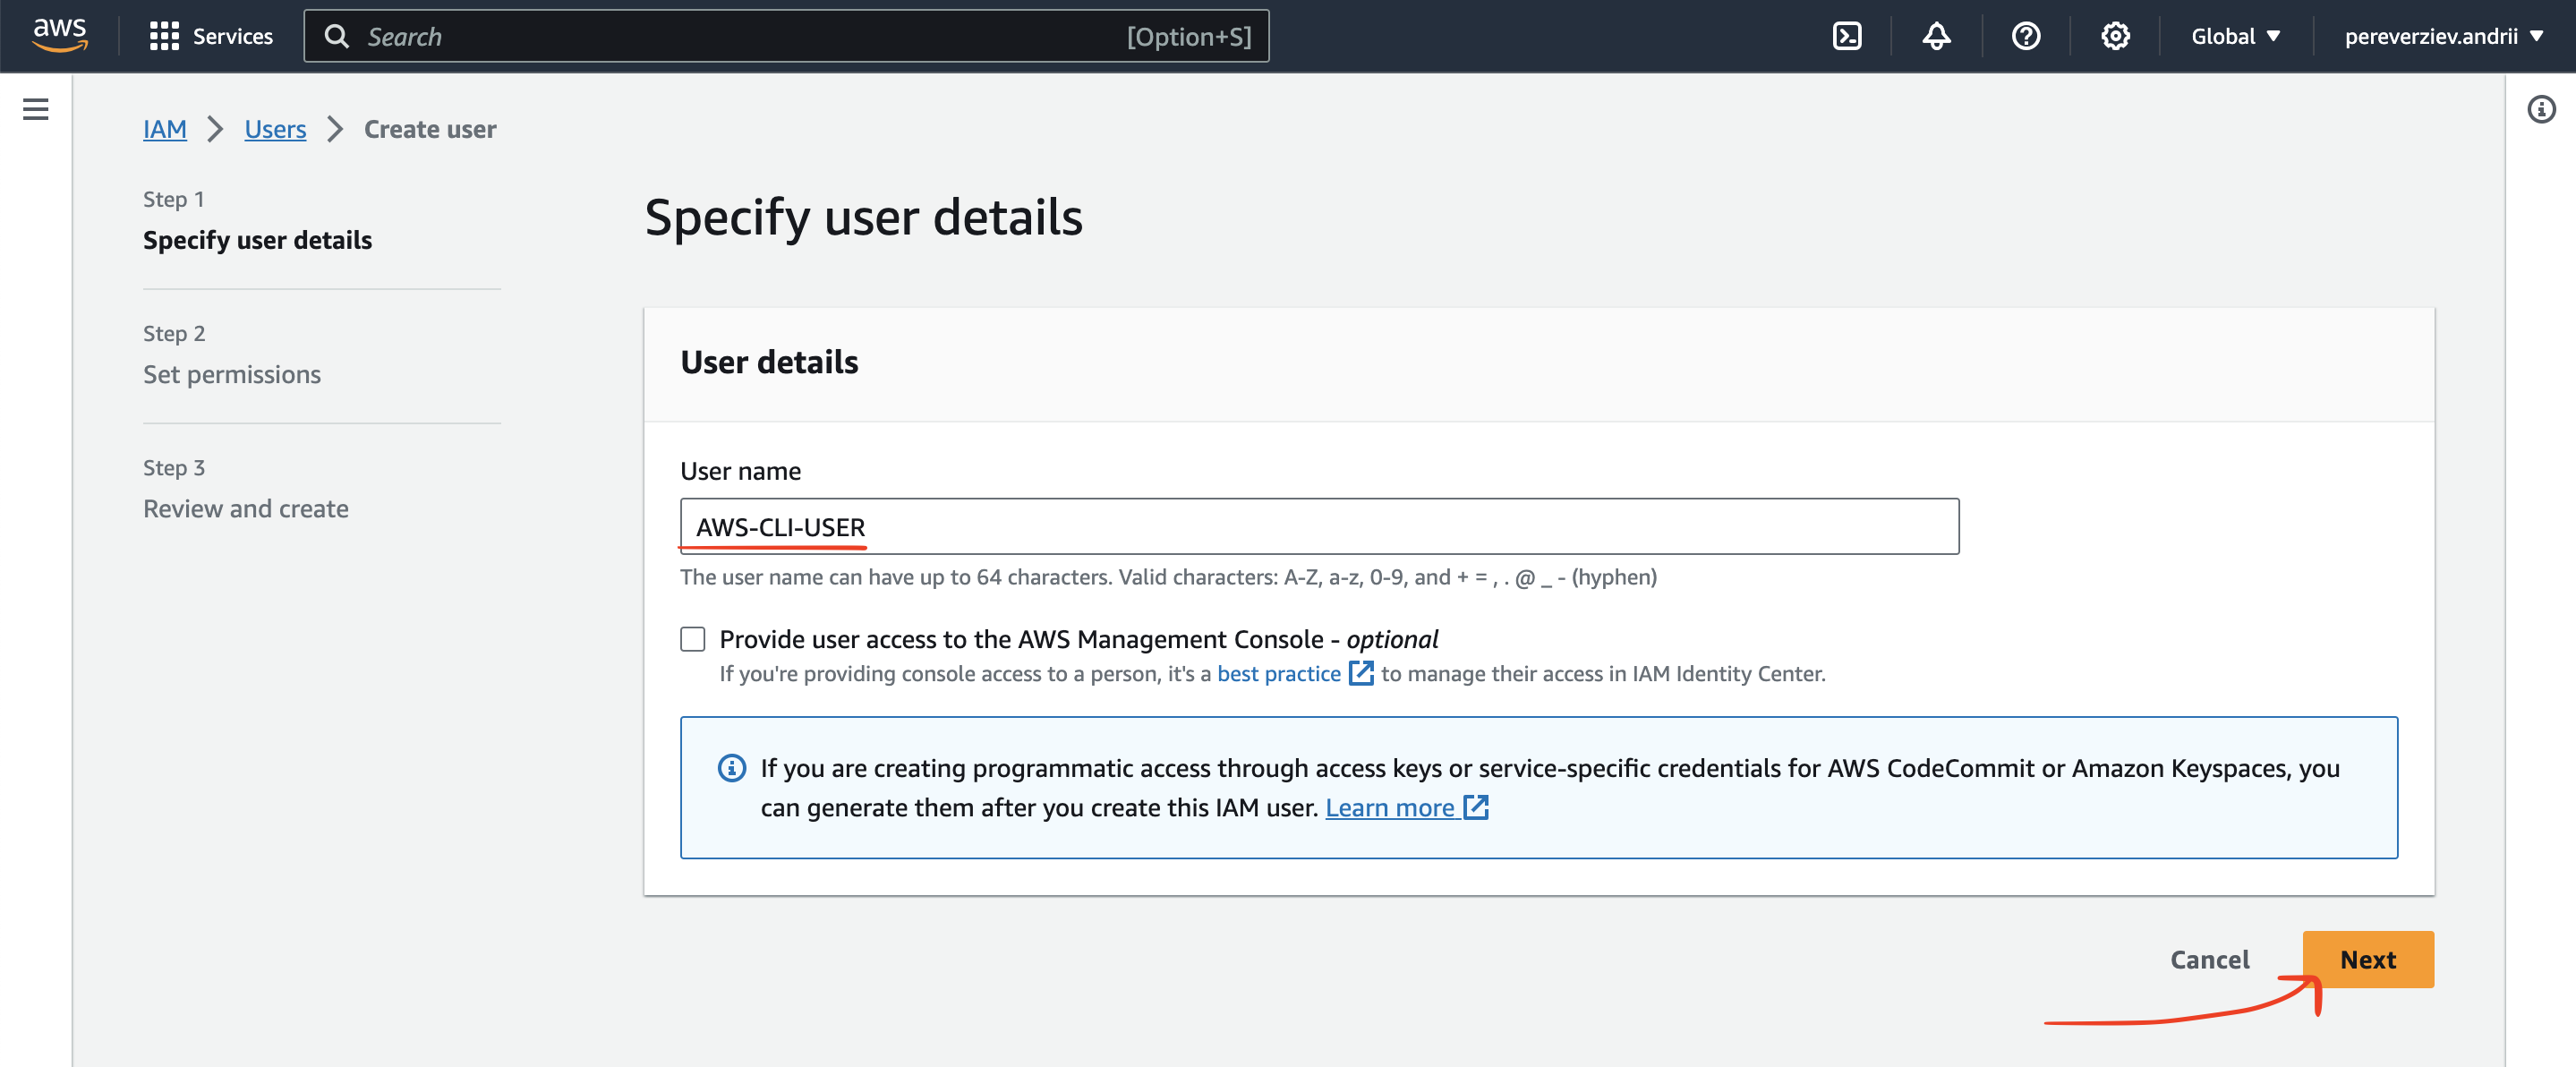 aws
Services
Search
[Option+S]
Global
pereverziev.andrii
IAM
Users
Create user
Step 1
Specify user details
Step 2
Set permissions
Step 3
Review and create
Specify user details
User details
User name
AWS-CLI-USER
The user name can have up to 64 characters. Valid characters: A-Z, a-z, 0-9, and + = , . @ _ - (hyphen)
Provide user access to the AWS Management Console - optional
If you're providing console access to a person, it's a best practice to manage their access in IAM Identity Center.
If you are creating programmatic access through access keys or service-specific credentials for AWS CodeCommit or Amazon Keyspaces, you
can generate them after you create this IAM user. Learn more
Cancel
Next